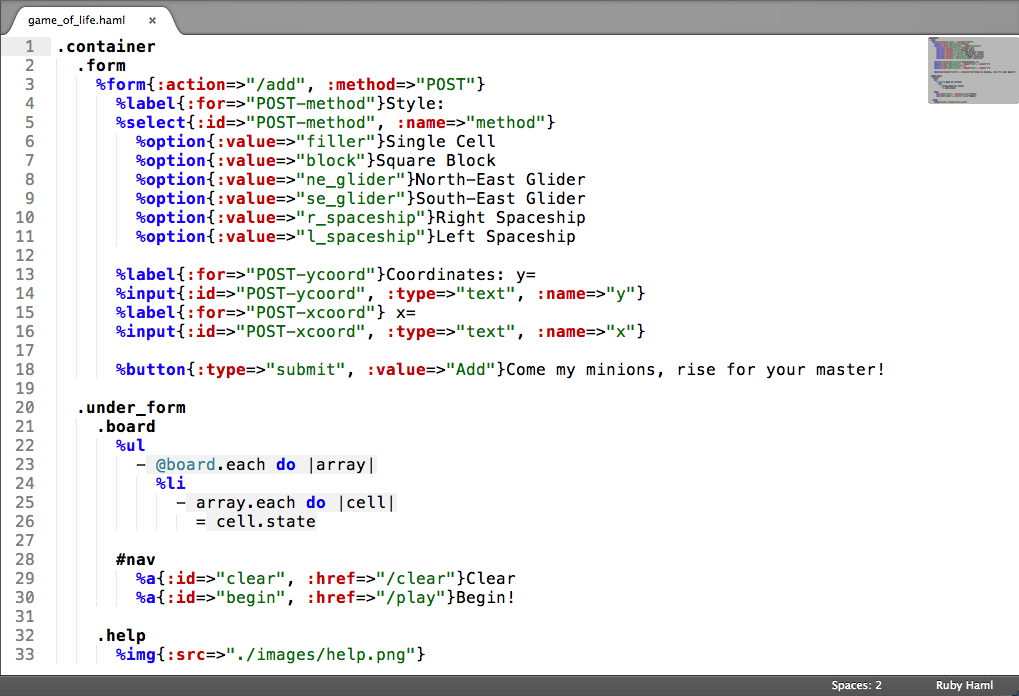 game_of_life.haml ×
1 .container
2 .form
3 %form{:action=>"/add", :method=>"POST"}
4 %label{:for=>"POST-method"}Style:
5 %select{:id=>"POST-method", :name=>"method"}
6 %option{:value=>"filler"}Single Cell
7 %option{:value=>"block"}Square Block
8 %option{:value=>"ne_glider"}North-East Glider
9 %option{:value=>"se_glider"}South-East Glider
10 %option{:value=>"r_spaceship"}Right Spaceship
11 %option{:value=>"l_spaceship"}Left Spaceship
12
13 %label{:for=>"POST-ycoord"}Coordinates: y=
14 %input{:id=>"POST-ycoord", :type=>"text", :name=>"y"}
15 %label{:for=>"POST-xcoord"} x=
16 %input{:id=>"POST-xcoord", :type=>"text", :name=>"x"}
17
18 %button{:type=>"submit", :value=>"Add"}Come my minions, rise for your master!
19
20 .under_form
21 .board
22 %ul
23 - @board.each do |array|
24 %li
25 - array.each do |cell|
26 = cell.state
27
28 #nav
29 %a{:id=>"clear", :href=>"/clear"}Clear
30 %a{:id=>"begin", :href=>"/play"}Begin!
31
32 .help
33 %img{:src=>"./images/help.png"}
Spaces: 2 Ruby Haml